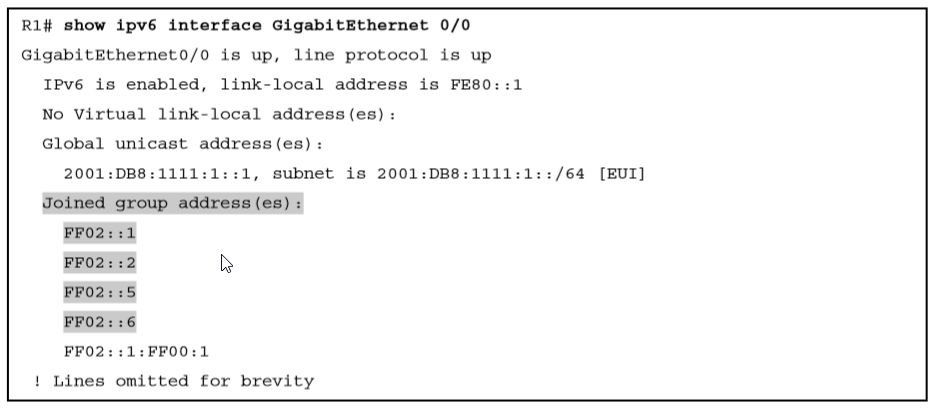 R1# show ipv6 interface GigabitEthernet 0/0
GigabitEthernet0/0 is up, line protocol is up
IPv6 is enabled, link-local address is FE80::1
No Virtual link-local address(es):
Global unicast address(es):
2001:DB8:1111:1::1, subnet is 2001:DB8:1111:1::/64 [EUI]
Joined group address(es):
FF02::1
FF02::2
FF02::5
FF02::6
FF02::1:FF00:1
! Lines omitted for brevity